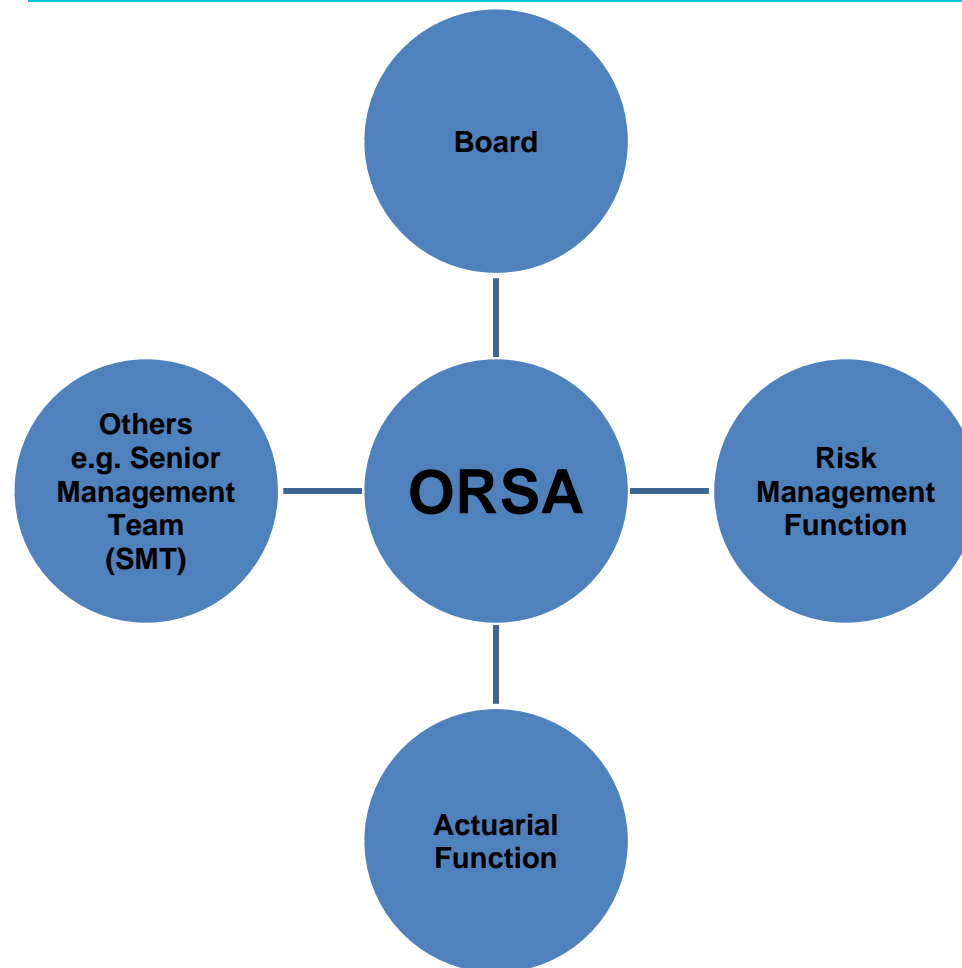 Board
Others
e.g. Senior
Management
Team
(SMT)
ORSA
Risk
Management
Function
Actuarial
Function